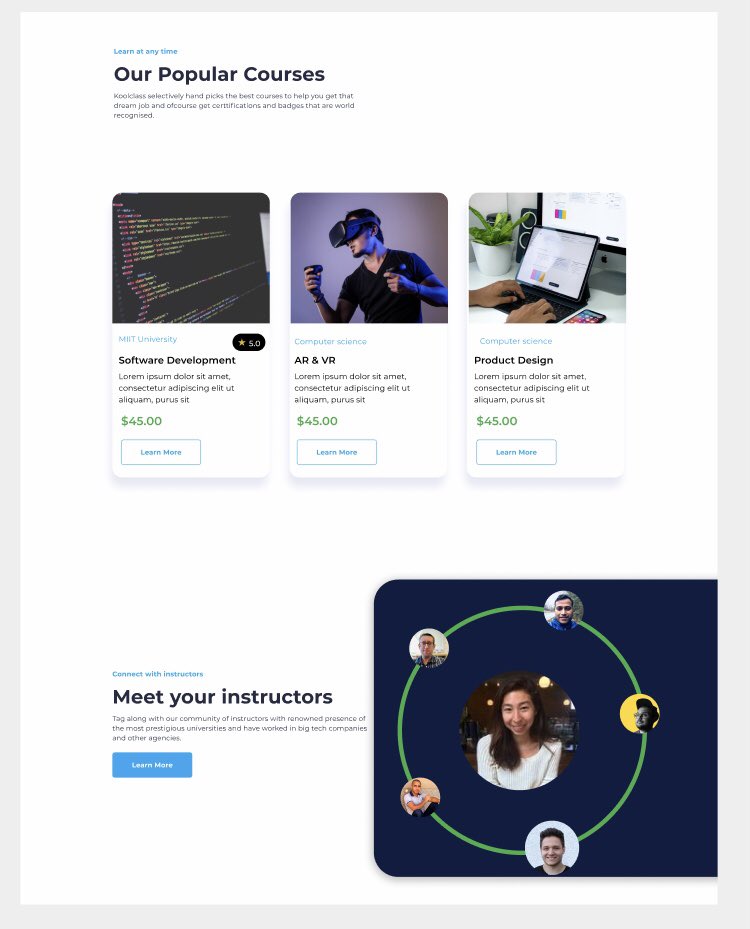 Learn at any time
Our Popular Courses
Koolclass selectively hand picks the best courses to help you get that
dream job and ofcourse get certtifications and badges that are world
recognised.
MIIT University
★ 5.0
Software Development
Lorem ipsum dolor sit amet,
consectetur adipiscing elit ut
aliquam, purus sit
$45.00
Learn More
Computer science
AR & VR
Lorem ipsum dolor sit amet,
consectetur adipiscing elit ut
aliquam, purus sit
$45.00
Learn More
Computer science
Product Design
Lorem ipsum dolor sit amet,
consectetur adipiscing elit ut
aliquam, purus sit
$45.00
Learn More
Connect with instructors
Meet your instructors
Tag along with our community of instructors with renowned presence of
the most prestigious universities and have worked in big tech companies
and other agencies.
Learn More